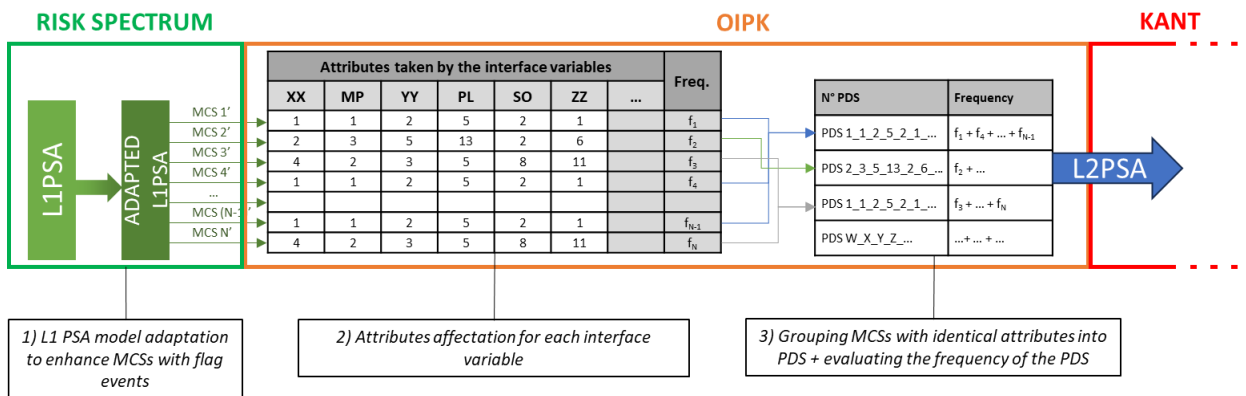 RISK SPECTRUM
OIPK
KANT
L1PSA
ADAPTED
L1PSA
MCS 1'
MCS 2'
MCS 3'
MCS 4'
...
MCS (N-1)'
MCS N'
Attributes taken by the interface variables
Freq.
XX MP YY PL SO ZZ ...
1 1 2 5 2 1 f1
2 3 5 13 2 6 f2
4 2 3 5 8 11 f3
1 1 2 5 2 1 f4
1 1 2 5 2 1 fN-1
4 2 3 5 8 11 fN
N° PDS Frequency
PDS 1_1_2_5_2_1_... f1 + f4 + ... + fN-1
PDS 2_3_5_13_2_6_... f2 + ...
PDS 1_1_2_5_2_1_... f3 + ... + fN
PDS W_X_Y_Z_... ...+ ... + ...
L2PSA
1) L1 PSA model adaptation
to enhance MCSs with flag
events
2) Attributes affectation for each interface
variable
3) Grouping MCSs with identical attributes into
PDS + evaluating the frequency of the PDS